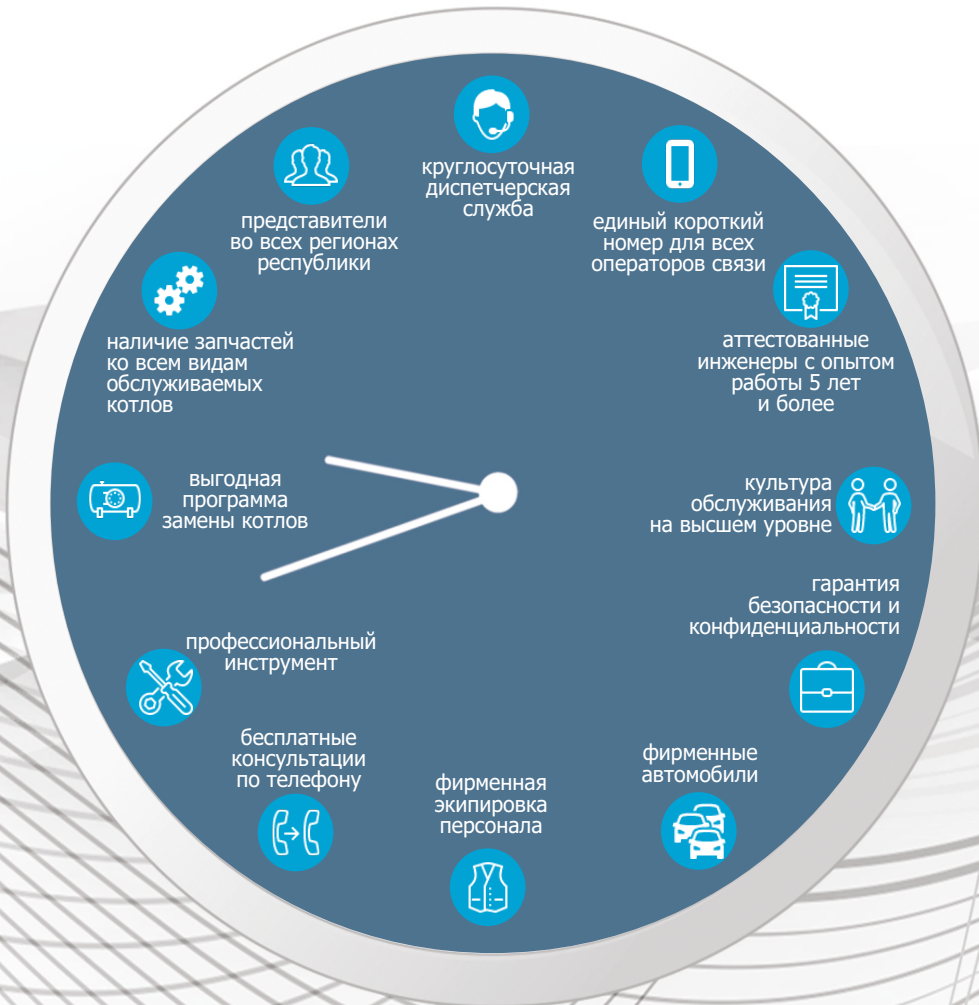 круглосуточная
диспетчерская
служба
единый короткий
номер для всех
операторов связи
аттестованные
инженеры с опытом
работы 5 лет
и более
культура
обслуживания
на высшем уровне
гарантия
безопасности и
конфиденциальности
фирменные
автомобили
фирменная
экипировка
персонала
бесплатные
консультации
по телефону
профессиональный
инструмент
выгодная
программа
замены котлов
наличие запчастей
ко всем видам
обслуживаемых
котлов
представители
во всех регионах
республики